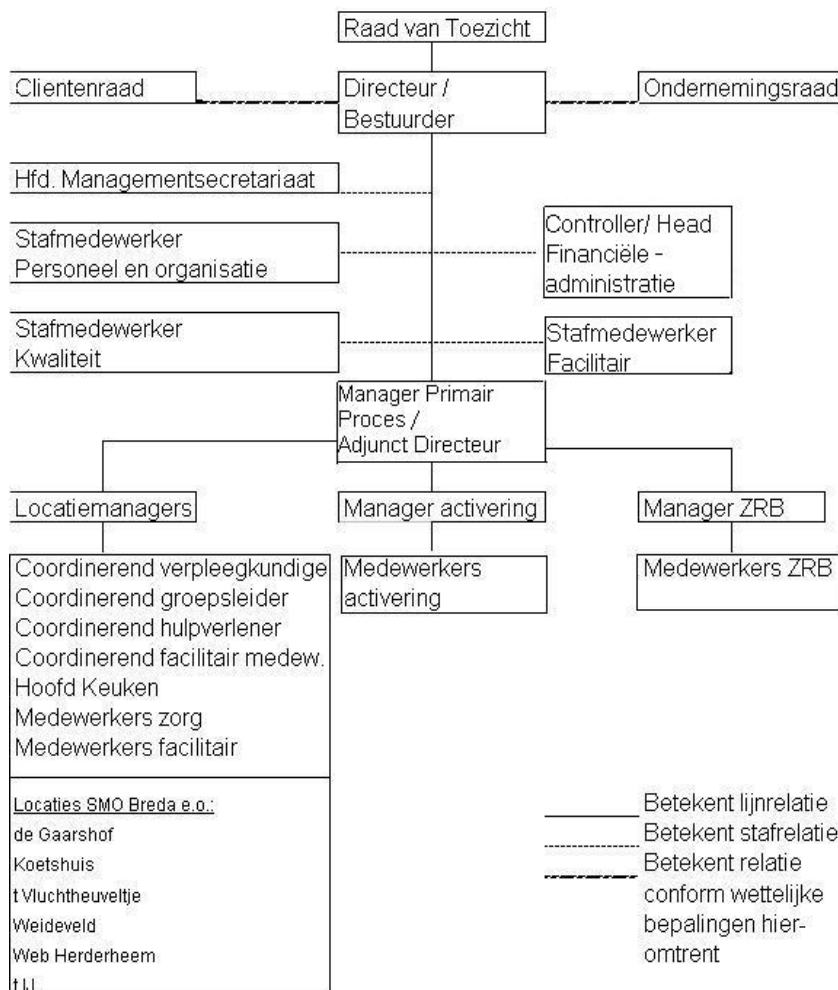 Raad van Toezicht
Clientenraad
Directeur /
Bestuurder
Ondernemingsraad
Hfd. Managementsecretariaat
Stafmedewerker
Personeel en organisatie
Controller/ Head
Financiële -
administratie
Stafmedewerker
Kwaliteit
Stafmedewerker
Facilitair
Manager Primair
Proces /
Adjunct Directeur
Locatiemanagers
Manager activering
Manager ZRB
Coordinerend verpleegkundige
Coordinerend groepsleider
Coordinerend hulpverlener
Coordinerend facilitair medew.
Hoofd Keuken
Medewerkers zorg
Medewerkers facilitair
Medewerkers
activering
Medewerkers ZRB
Locaties SMO Breda e.o.:
de Gaarshof
Koetshuis
t Vluchtheuveltje
Weideveld
Web Herderheem
Betekent lijnrelatie
Betekent stafrelatie
Betekent relatie
conform wettelijke
bepalingen hier-
omtrent